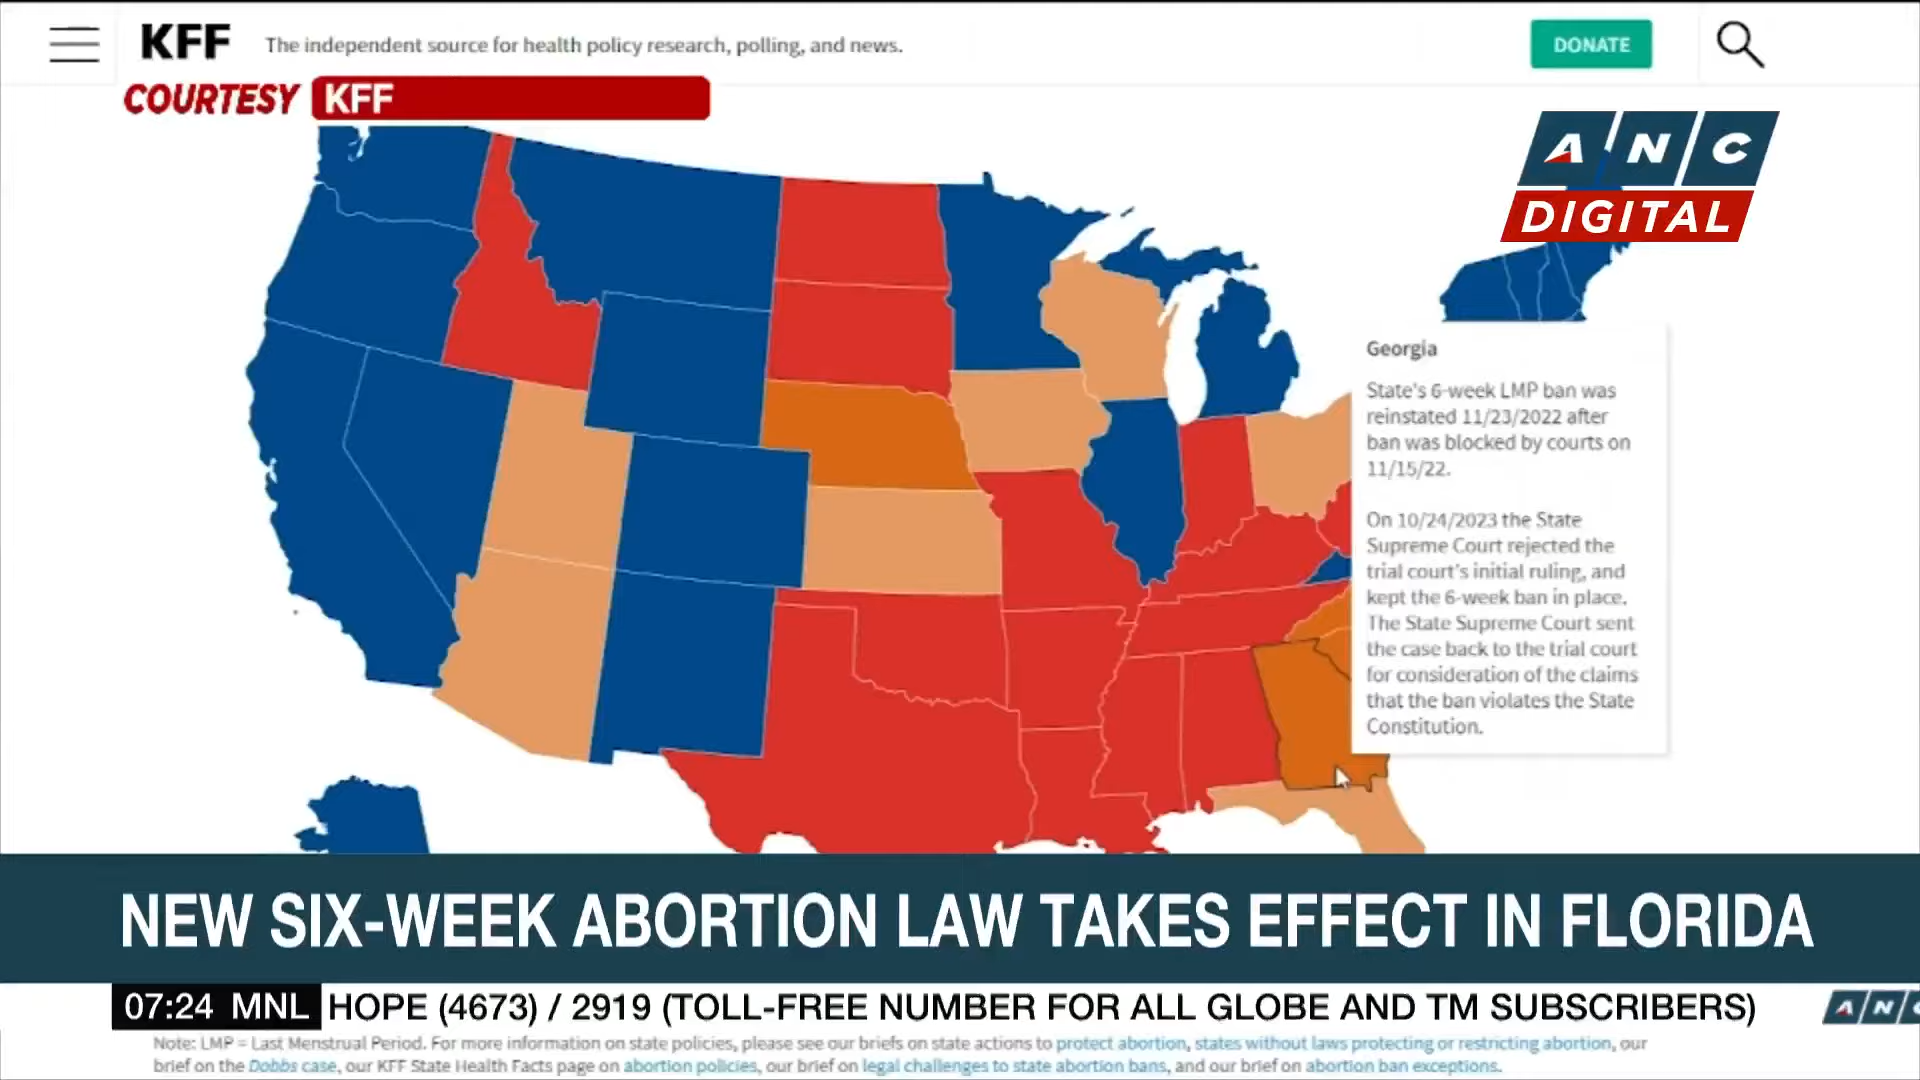 KFF
The independent source for health policy research, polling, and news.
DONATE
COURTESY KFF
ANC
DIGITAL
Georgia
State's 6-week LMP ban was
reinstated 11/23/2022 after
ban was blocked by courts on
11/15/22.
On 10/24/2023 the State
Supreme Court rejected the
trial court's initial ruling, and
kept the 6-week ban in place.
The State Supreme Court sent
the case back to the trial court
for consideration of the claims
that the ban violates the State
Constitution.
NEW SIX-WEEK ABORTION LAW TAKES EFFECT IN FLORIDA
07:24 MNL HOPE (4673) / 2919 (TOLL-FREE NUMBER FOR ALL GLOBE AND TM SUBSCRIBERS) ANC
Note: LMP = Last Menstrual Period. For more information on state policies, please see our briefs on state actions to protect abortion, states without laws protecting or restricting abortion, our
brief on the Dobbs case, our KFF State Health Facts page on abortion policies, our brief on legal challenges to state abortion bans, and our brief on abortion ban exceptions.